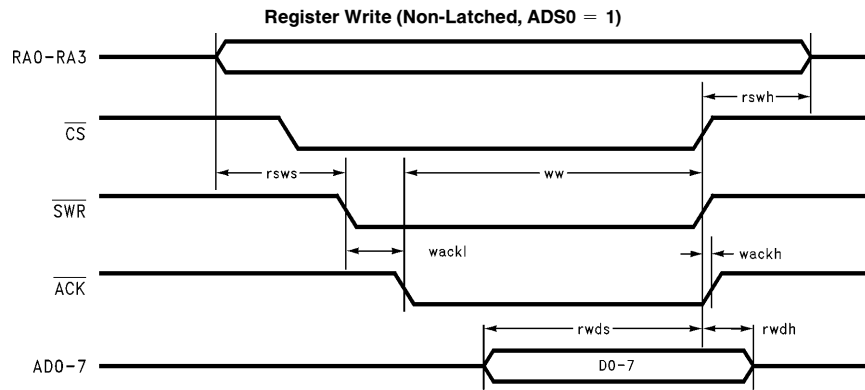 Register Write (Non-Latched, ADS0 = 1)
RA0-RA3
rswh
CS
rsws
ww
SWR
wackl
wackh
ACK
rwds
rwdh
AD0-7
D0-7